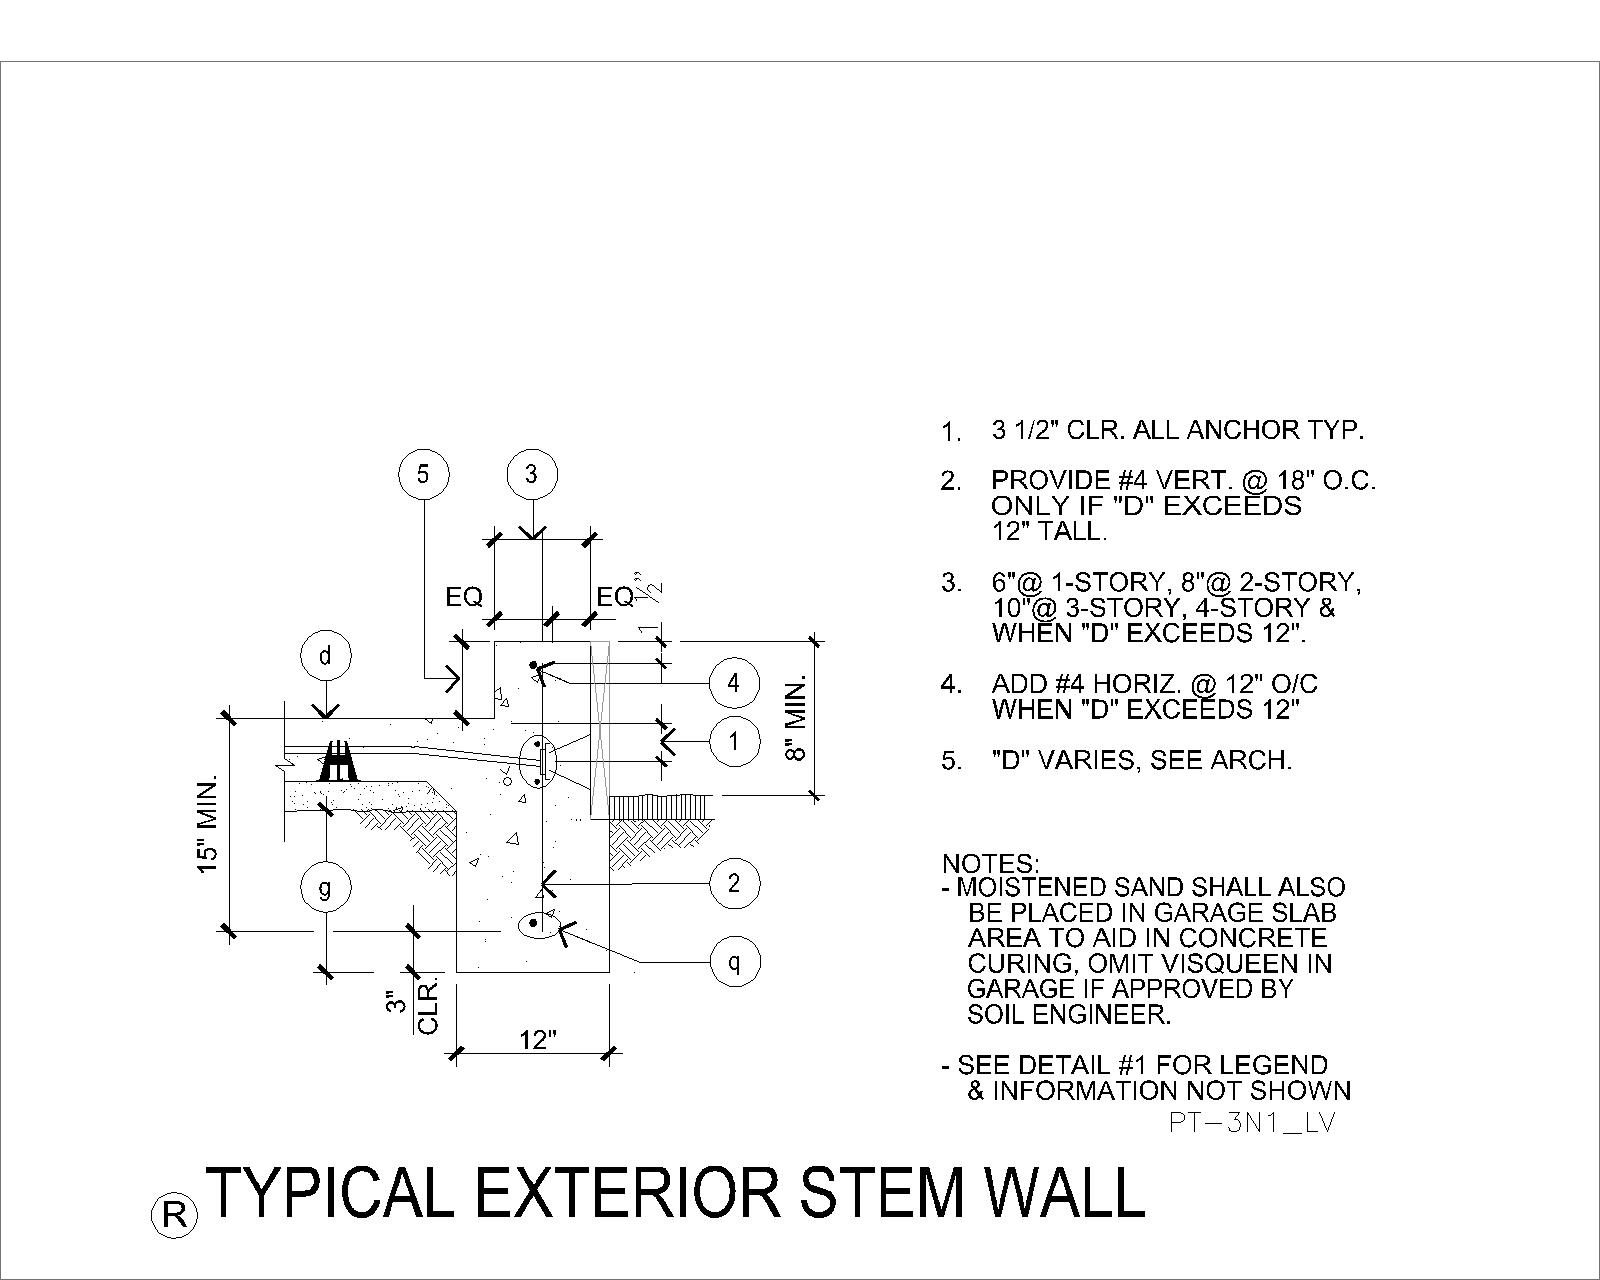 5
3
EQ
EQ
1 1/2"
d
4
1
8" MIN.
15" MIN.
g
2
q
3"
CLR.
12"
1. 3 1/2" CLR. ALL ANCHOR TYP.
2. PROVIDE #4 VERT. @ 18" O.C.
ONLY IF "D" EXCEEDS
12" TALL.
3. 6"@ 1-STORY, 8"@ 2-STORY,
10"@ 3-STORY, 4-STORY &
WHEN "D" EXCEEDS 12".
4. ADD #4 HORIZ. @ 12" O/C
WHEN "D" EXCEEDS 12"
5. "D" VARIES, SEE ARCH.
NOTES:
- MOISTENED SAND SHALL ALSO
BE PLACED IN GARAGE SLAB
AREA TO AID IN CONCRETE
CURING, OMIT VISQUEEN IN
GARAGE IF APPROVED BY
SOIL ENGINEER.
- SEE DETAIL #1 FOR LEGEND
& INFORMATION NOT SHOWN
PT-3N1_LV
R TYPICAL EXTERIOR STEM WALL